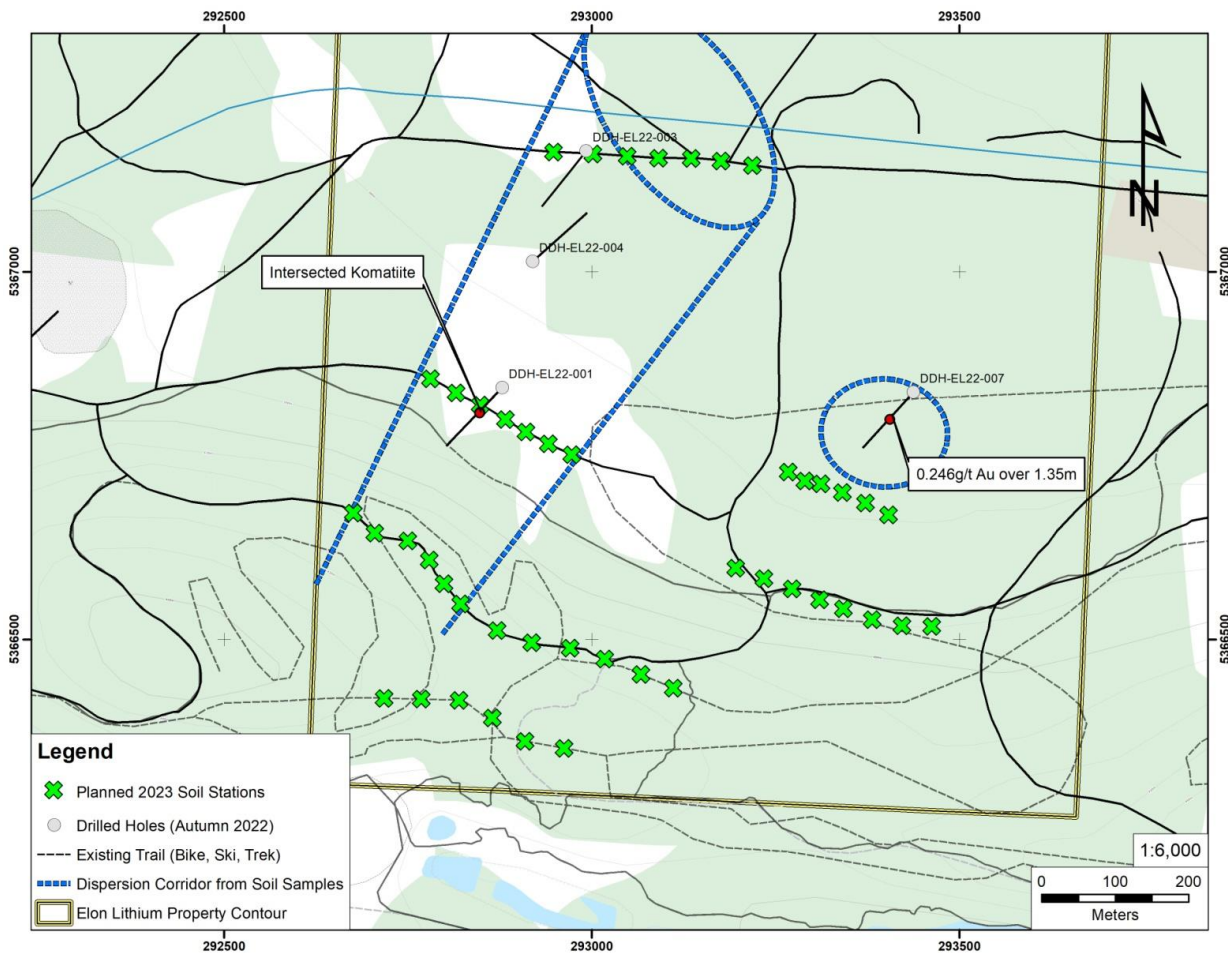 292500
293000
293500
5367000
5367000
DDH-EL22-003
N
DDH-EL22-004
Intersected Komatiite
DDH-EL22-001
DDH-EL22-007
0.246g/t Au over 1.35m
5366500
5366500
Legend
Planned 2023 Soil Stations
Drilled Holes (Autumn 2022)
Existing Trail (Bike, Ski, Trek)
Dispersion Corridor from Soil Samples
Elon Lithium Property Contour
1:6,000
0 100 200
Meters
292500
293000
293500